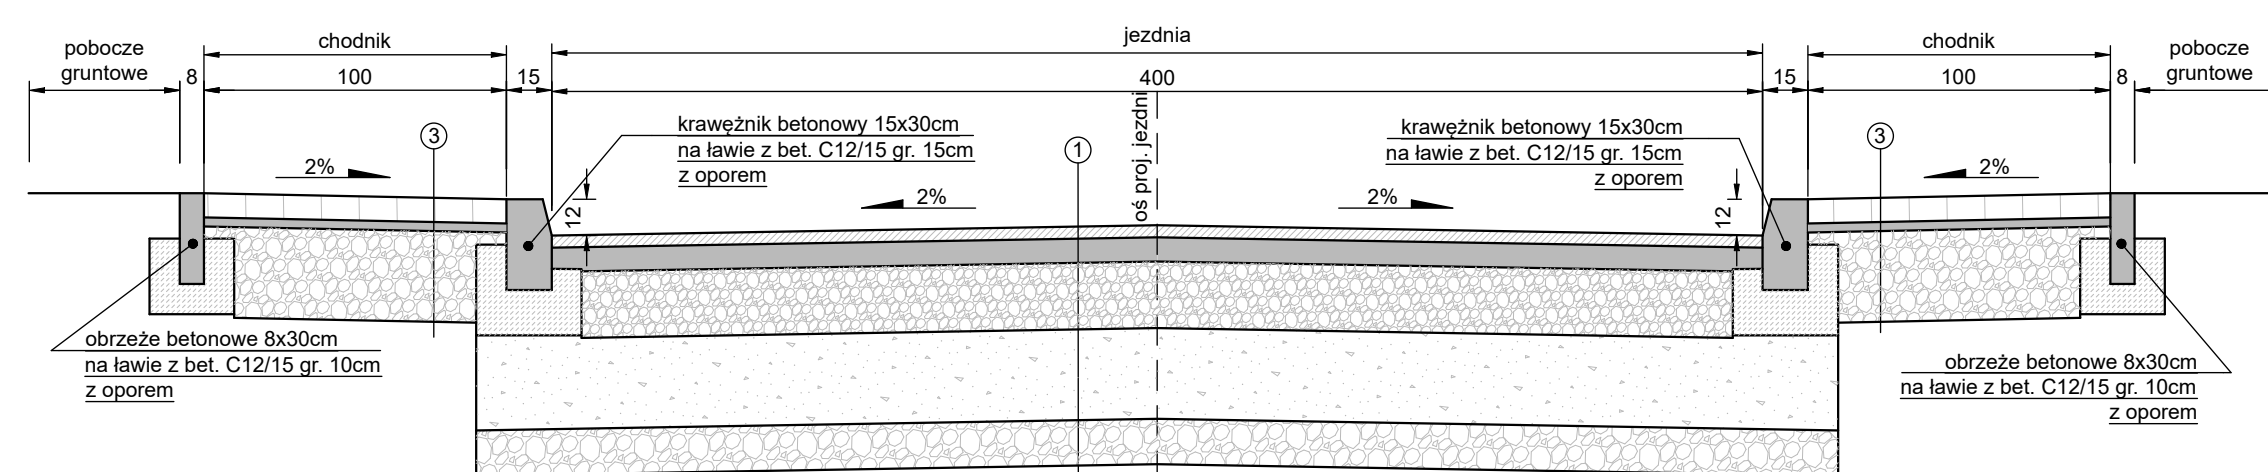 pobocze
gruntowe
8
chodnik
100
15
jezdnia
400
15
chodnik
100
8
pobocze
gruntowe
3
2%
krawężnik betonowy 15x30cm
na ławie z bet. C12/15 gr. 15cm
z oporem
12
2%
1
oś proj. jezdni
2%
krawężnik betonowy 15x30cm
na ławie z bet. C12/15 gr. 15cm
z oporem
12
3
2%
obrzeże betonowe 8x30cm
na ławie z bet. C12/15 gr. 10cm
z oporem
obrzeże betonowe 8x30cm
na ławie z bet. C12/15 gr. 10cm
z oporem